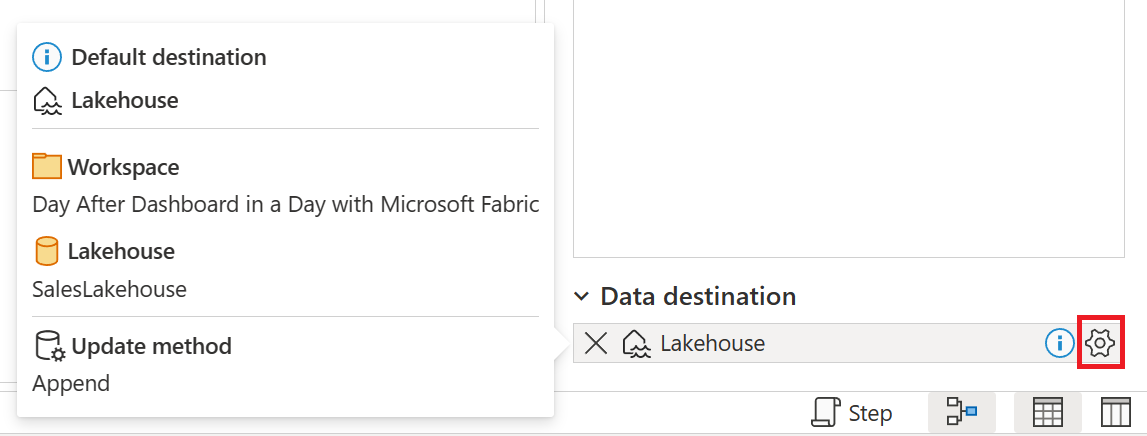 Default destination
Lakehouse
Workspace
Day After Dashboard in a Day with Microsoft Fabric
Lakehouse
SalesLakehouse
Update method
Append
Data destination
Lakehouse
Step